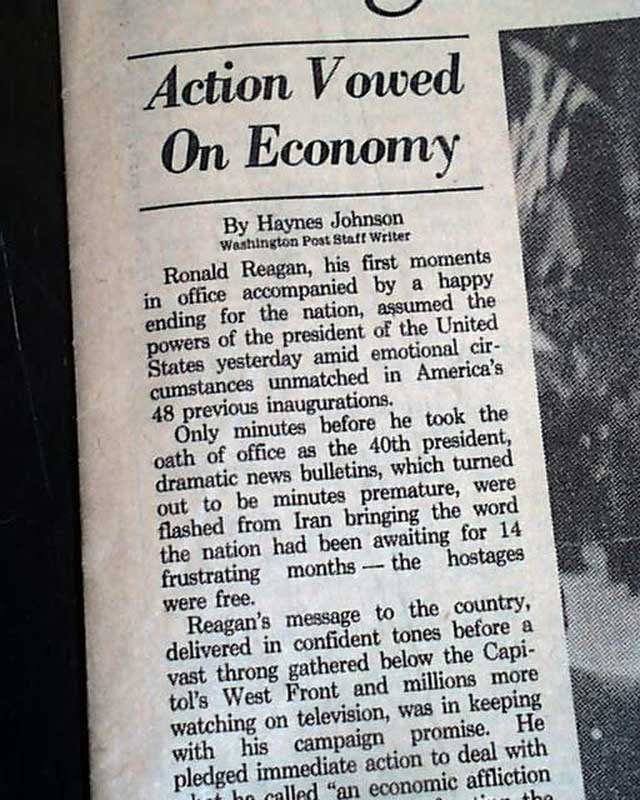 Action Vowed
On Economy
By Haynes Johnson
Washington Post Staff Writer
Ronald Reagan, his first moments
in office accompanied by a happy
ending for the nation, assumed the
powers of the president of the United
States yesterday amid emotional cir-
cumstances unmatched in America's
48 previous inaugurations.
Only minutes before he took the
oath of office as the 40th president,
dramatic news bulletins, which turned
out to be minutes premature, were
flashed from Iran bringing the word
the nation had been awaiting for 14
frustrating months — the hostages
were free.
Reagan's message to the country,
delivered in confident tones before a
vast throng gathered below the Capi-
tol's West Front and millions more
watching on television, was in keeping
with his campaign promise. He
pledged immediate action to deal with
he called "an economic affliction
the